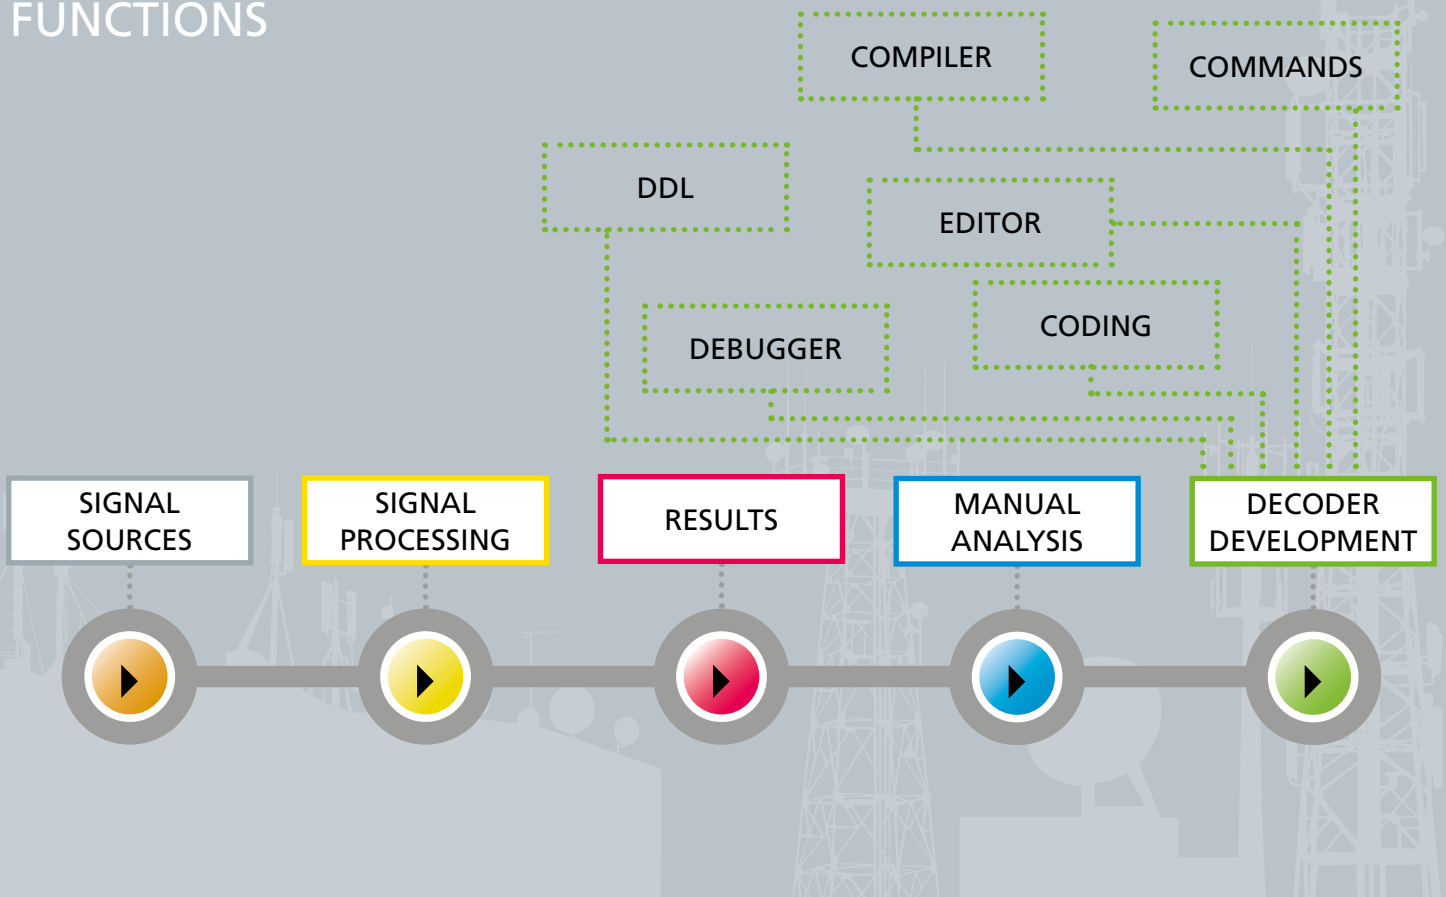 FUNCTIONS
COMPILER
COMMANDS
DDL
EDITOR
CODING
DEBUGGER
SIGNAL
SOURCES
SIGNAL
PROCESSING
RESULTS
MANUAL
ANALYSIS
DECODER
DEVELOPMENT